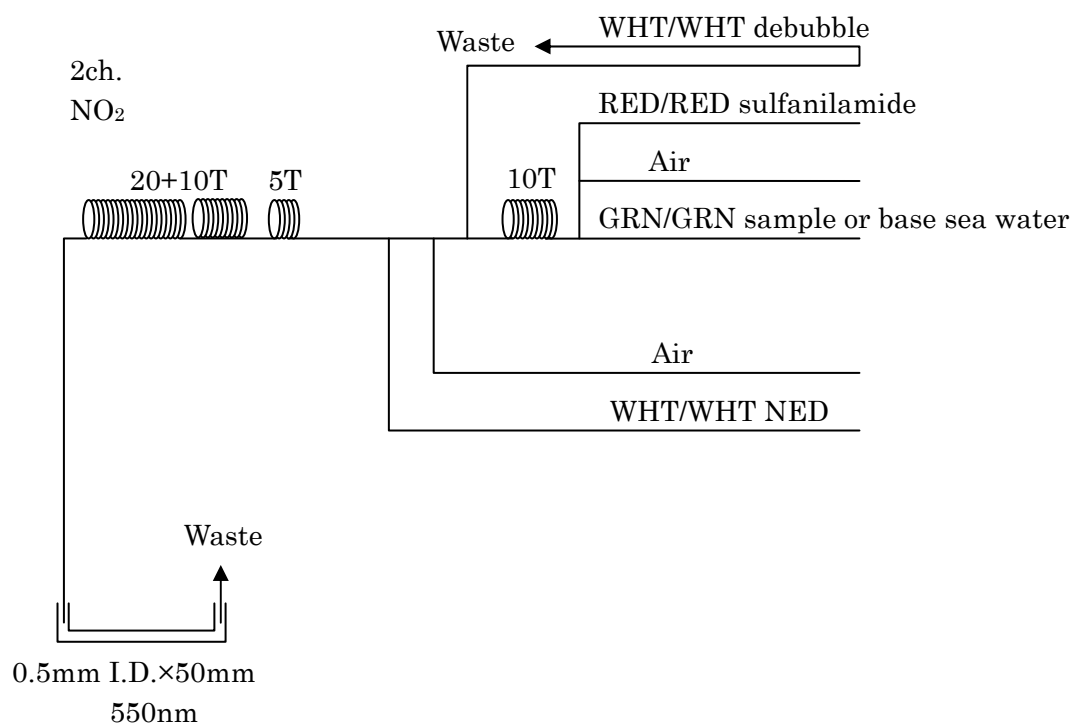 WHT/WHT debubble
Waste
2ch.
NO₂
RED/RED sulfanilamide
Air
20+10T
5T
10T
GRN/GRN sample or base sea water
Air
WHT/WHT NED
Waste
0.5mm I.D.×50mm
550nm